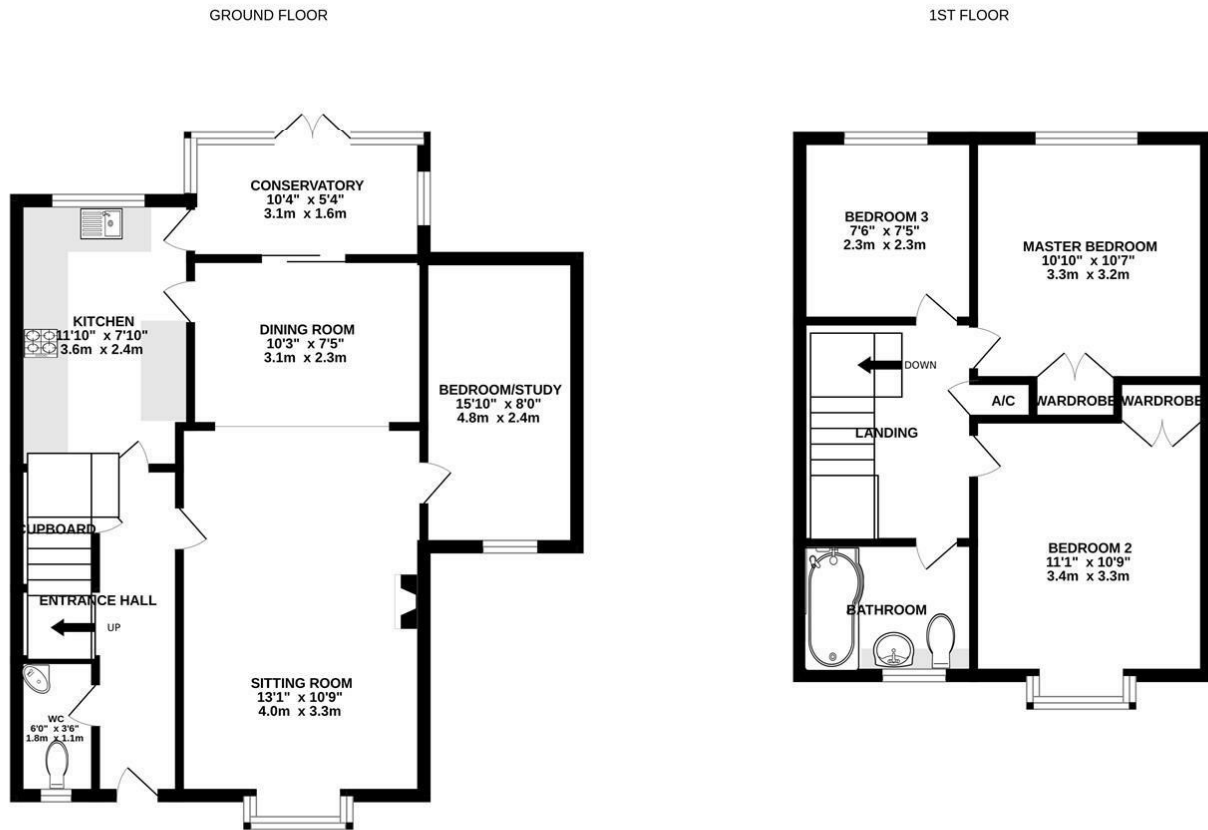 GROUND FLOOR
CONSERVATORY
10'4" x 5'4"
3.1m x 1.6m
KITCHEN
11'10" x 7'10"
3.6m x 2.4m
DINING ROOM
10'3" x 7'5"
3.1m x 2.3m
BEDROOM/STUDY
15'10" x 8'0"
4.8m x 2.4m
CUPBOARD
ENTRANCE HALL
UP
SITTING ROOM
13'1" x 10'9"
4.0m x 3.3m
WC
6'0" x 3'6"
1.8m x 1.1m
1ST FLOOR
BEDROOM 3
7'6" x 7'5"
2.3m x 2.3m
MASTER BEDROOM
10'10" x 10'7"
3.3m x 3.2m
DOWN
A/C
WARDROBE
WARDROBE
LANDING
BEDROOM 2
11'1" x 10'9"
3.4m x 3.3m
BATHROOM